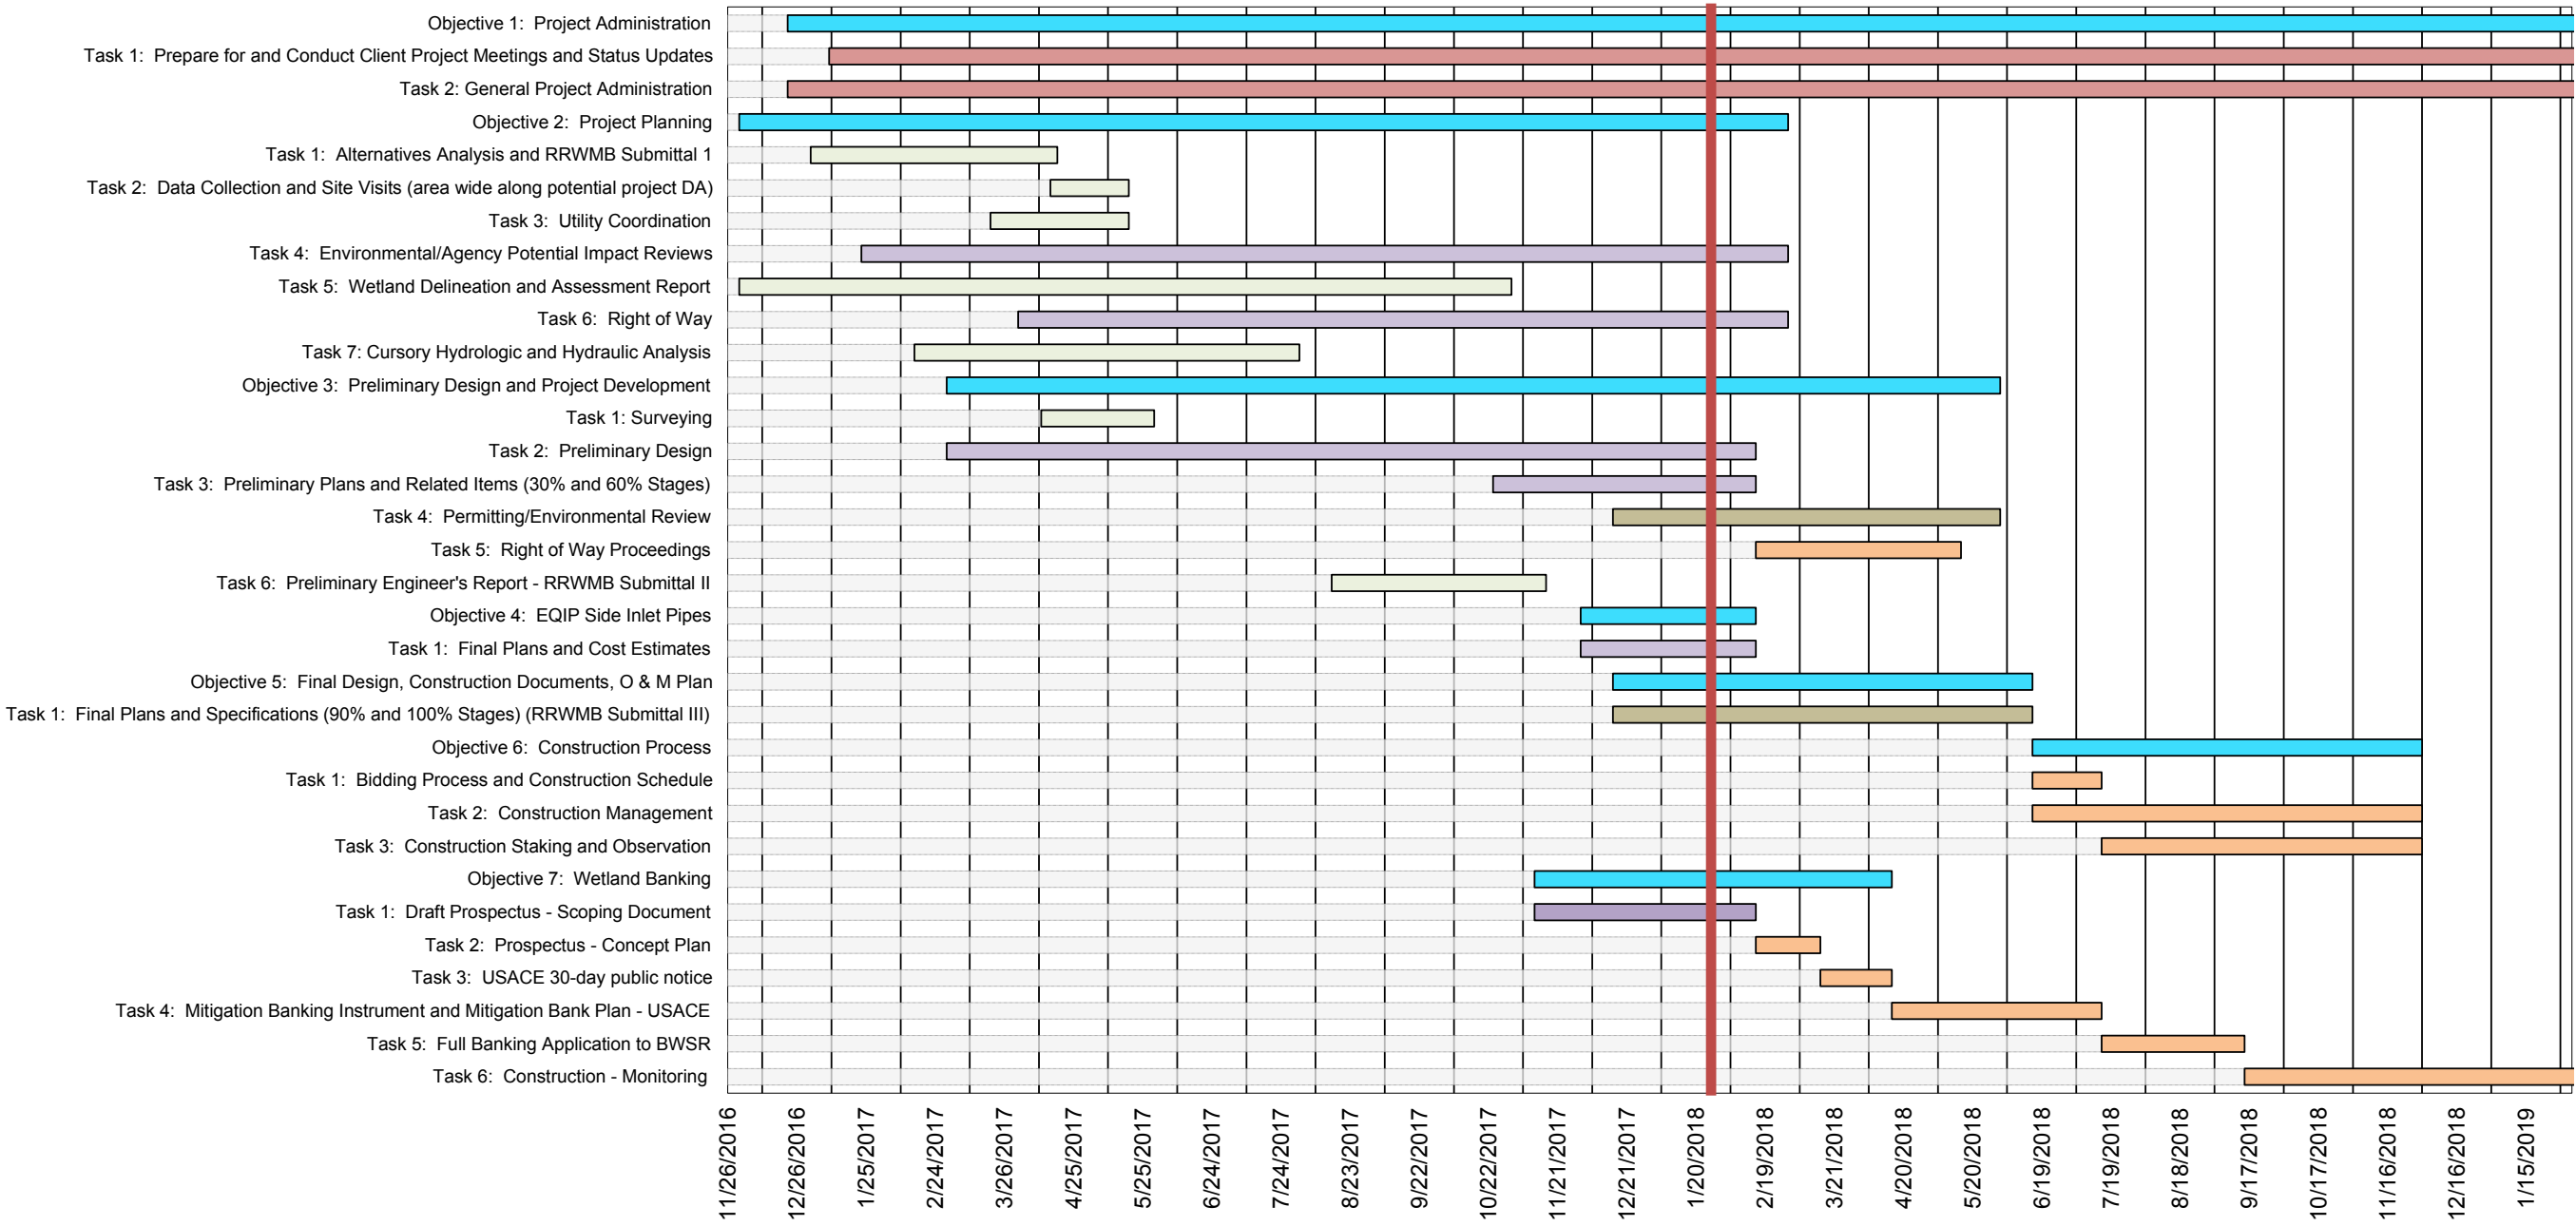 Objective 1:  Project Administration
Task 1:  Prepare for and Conduct Client Project Meetings and Status Updates
Task 2: General Project Administration
Objective 2:  Project Planning
Task 1:  Alternatives Analysis and RRWMB Submittal 1
Task 2:  Data Collection and Site Visits (area wide along potential project DA)
Task 3:  Utility Coordination
Task 4:  Environmental/Agency Potential Impact Reviews
Task 5:  Wetland Delineation and Assessment Report
Task 6:  Right of Way
Task 7: Cursory Hydrologic and Hydraulic Analysis
Objective 3:  Preliminary Design and Project Development
Task 1: Surveying
Task 2:  Preliminary Design
Task 3:  Preliminary Plans and Related Items (30% and 60% Stages)
Task 4:  Permitting/Environmental Review
Task 5:  Right of Way Proceedings
Task 6:  Preliminary Engineer's Report - RRWMB Submittal II
Objective 4:  EQIP Side Inlet Pipes
Task 1:  Final Plans and Cost Estimates
Objective 5:  Final Design, Construction Documents, O & M Plan
Task 1:  Final Plans and Specifications (90% and 100% Stages) (RRWMB Submittal III)
Objective 6:  Construction Process
Task 1:  Bidding Process and Construction Schedule
Task 2:  Construction Management
Task 3:  Construction Staking and Observation
Objective 7:  Wetland Banking
Task 1:  Draft Prospectus - Scoping Document
Task 2:  Prospectus - Concept Plan
Task 3:  USACE 30-day public notice
Task 4:  Mitigation Banking Instrument and Mitigation Bank Plan - USACE
Task 5:  Full Banking Application to BWSR
Task 6:  Construction - Monitoring
11/26/2016
12/26/2016
1/25/2017
2/24/2017
3/26/2017
4/25/2017
5/25/2017
6/24/2017
7/24/2017
8/23/2017
9/22/2017
10/22/2017
11/21/2017
12/21/2017
1/20/2018
2/19/2018
3/21/2018
4/20/2018
5/20/2018
6/19/2018
7/19/2018
8/18/2018
9/17/2018
10/17/2018
11/16/2018
12/16/2018
1/15/2019